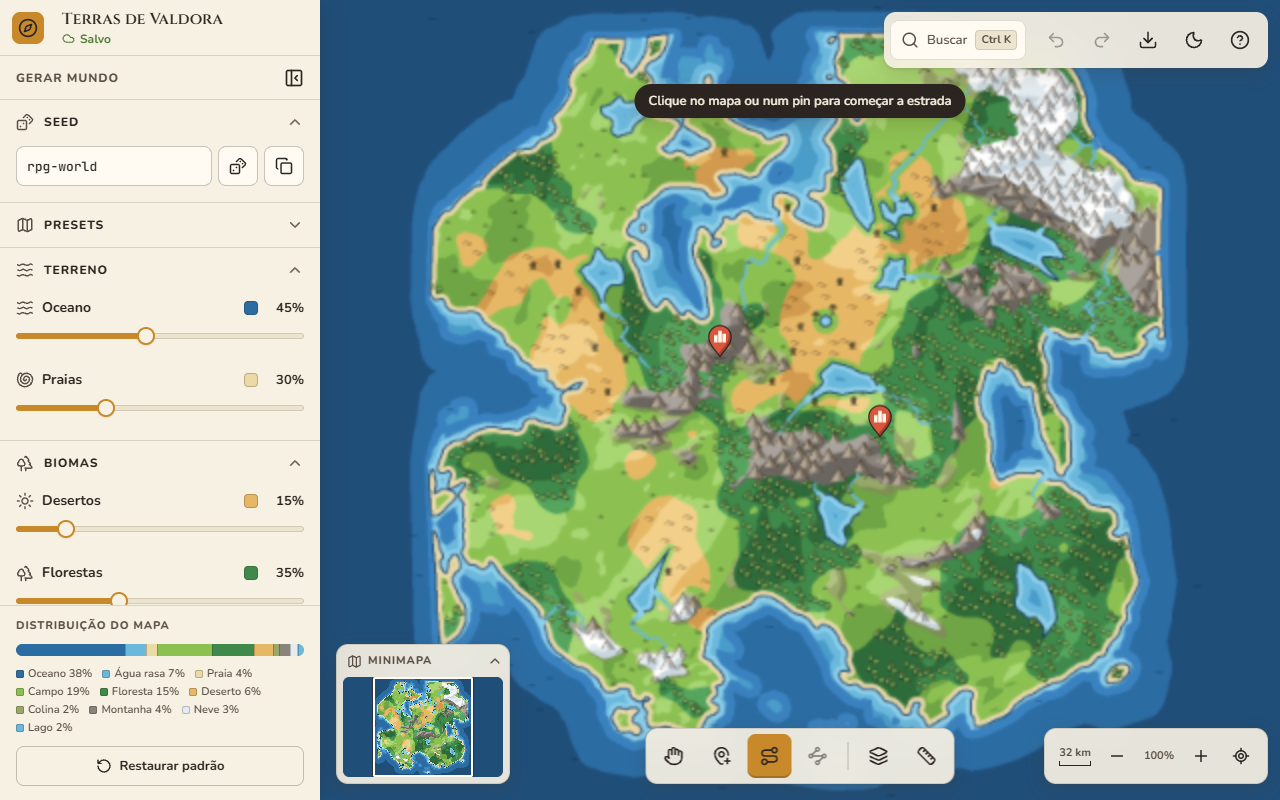 Terras de Valdora
Salvo
GERAR MUNDO
SEED
rpg-world
PRESETS
TERRENO
Oceano 45%
Praias 30%
BIOMAS
Desertos 15%
Florestas 35%
DISTRIBUIÇÃO DO MAPA
Oceano 38% Água rasa 7% Praia 4%
Campo 19% Floresta 15% Deserto 6%
Colina 2% Montanha 4% Neve 3%
Lago 2%
Restaurar padrão
Buscar Ctrl K
Clique no mapa ou num pin para começar a estrada
MINIMAPA
32 km 100%